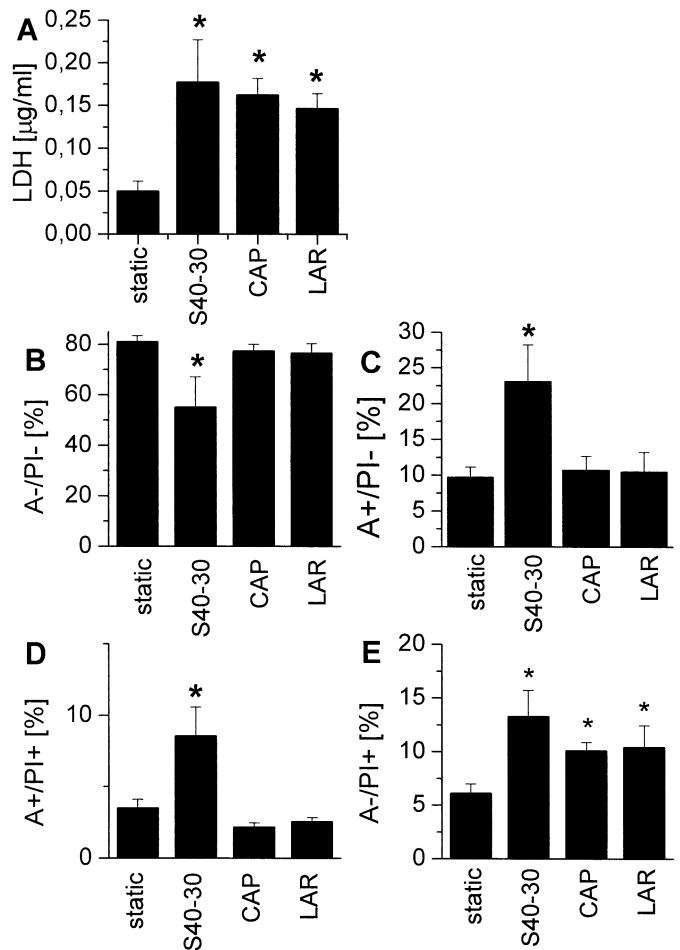 A
LDH [µg/ml]
0,25
0,20
0,15
0,10
0,05
0,00
* * *
static S40-30 CAP LAR
B
A-/PI- [%]
80
60
40
20
0
*
static S40-30 CAP LAR
C
A+/PI- [%]
30
25
20
15
10
5
0
*
static S40-30 CAP LAR
D
A+/PI+ [%]
10
0
*
static S40-30 CAP LAR
E
A-/PI+ [%]
20
15
10
5
0
* * *
static S40-30 CAP LAR